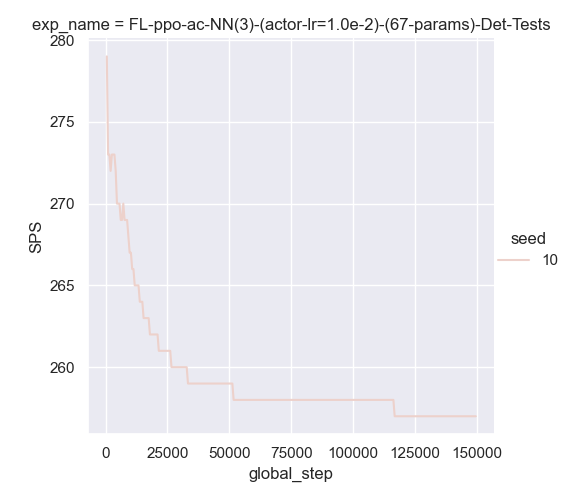 exp_name = FL-ppo-ac-NN(3)-(actor-lr=1.0e-2)-(67-params)-Det-Tests
280
275
270
265
260
SPS
0 25000 50000 75000 100000 125000 150000
global_step
seed
10